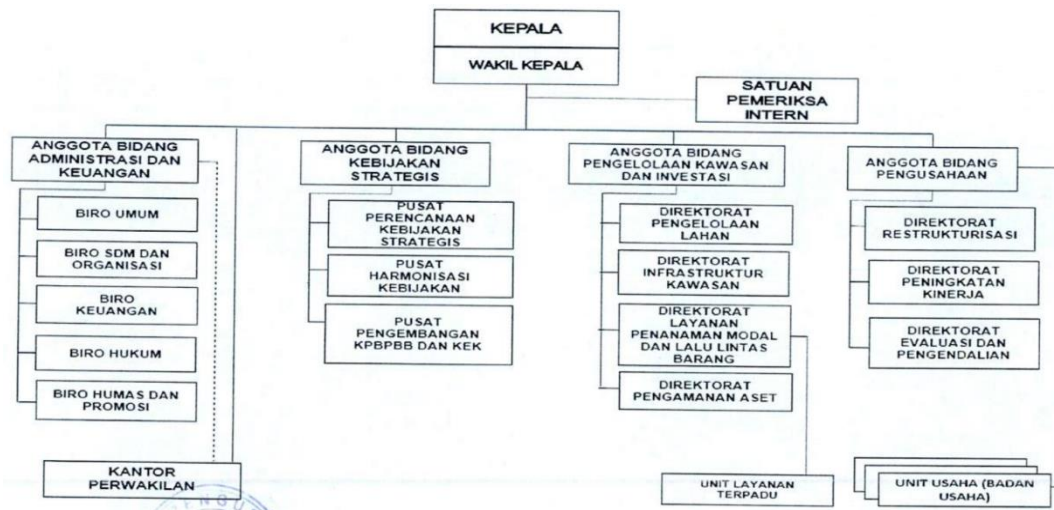 KEPALA
WAKIL KEPALA
SATUAN
PEMERIKSA
INTERN
ANGGOTA BIDANG
ADMINISTRASI DAN
KEUANGAN
BIRO UMUM
BIRO SDM DAN
ORGANISASI
BIRO
KEUANGAN
BIRO HUKUM
BIRO HUMAS DAN
PROMOSI
KANTOR
PERWAKILAN
ANGGOTA BIDANG
KEBIJAKAN
STRATEGIS
PUSAT
PERENCANAAN
KEBIJAKAN
STRATEGIS
PUSAT
HARMONISASI
KEBIJAKAN
PUSAT
PENGEMBANGAN
KPBPBB DAN KEK
ANGGOTA BIDANG
PENGELOLAAN KAWASAN
DAN INVESTASI
DIREKTORAT
PENGELOLAAN
LAHAN
DIREKTORAT
INFRASTRUKTUR
KAWASAN
DIREKTORAT
LAYANAN
PENANAMAN MODAL
DAN LALU LINTAS
BARANG
DIREKTORAT
PENGAMANAN ASET
UNIT LAYANAN
TERPADU
ANGGOTA BIDANG
PENGUSAHAAN
DIREKTORAT
RESTRUKTURISASI
DIREKTORAT
PENINGKATAN
KINERJA
DIREKTORAT
EVALUASI DAN
PENGENDALIAN
UNIT USAHA (BADAN
USAHA)